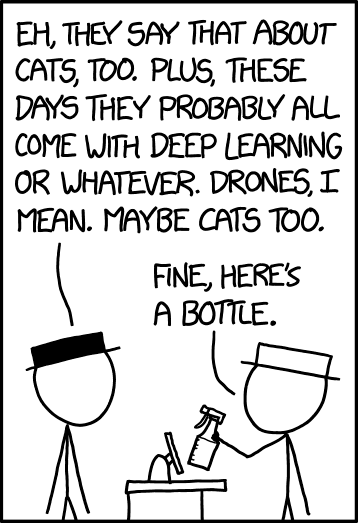 EH, THEY SAY THAT ABOUT
CATS, TOO. PLUS, THESE
DAYS THEY PROBABLY ALL
COME WITH DEEP LEARNING
OR WHATEVER. DRONES, I
MEAN. MAYBE CATS TOO.
FINE, HERE'S
A BOTTLE.